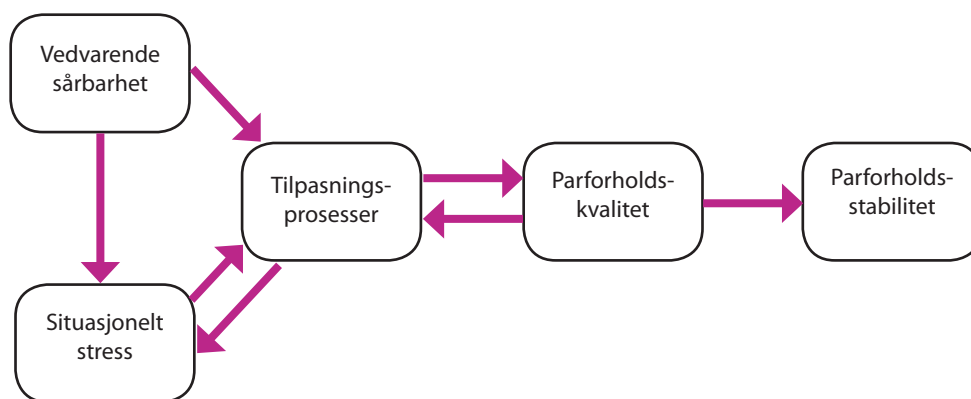 Vedvarende
sårbarhet
Tilpasnings-
prosesser
Parforholds-
kvalitet
Parforholds-
stabilitet
Situasjonelt
stress